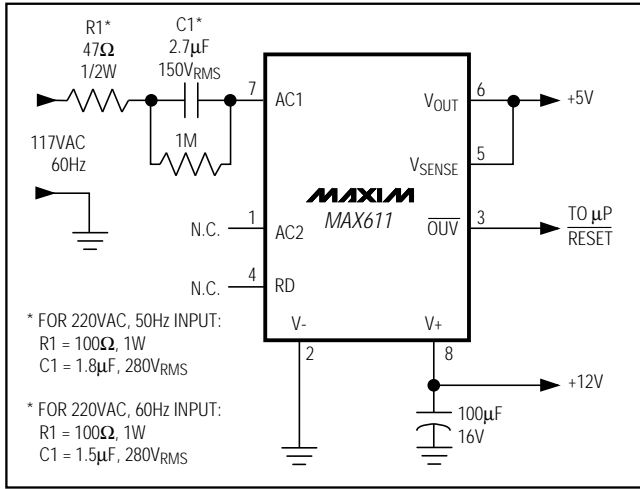 R1*
47Ω
1/2W
C1*
2.7µF
150VRMS
7
AC1
1M
117VAC
60Hz
N.C.
1
AC2
N.C.
4
RD
MAXIM
MAX611
VOUT
6
+5V
VSENSE
5
OUV
3
TO µP
RESET
V-
2
V+
8
+12V
100µF
16V
* FOR 220VAC, 50Hz INPUT:
R1 = 100Ω, 1W
C1 = 1.8µF, 280VRMS
* FOR 220VAC, 60Hz INPUT:
R1 = 100Ω, 1W
C1 = 1.5µF, 280VRMS